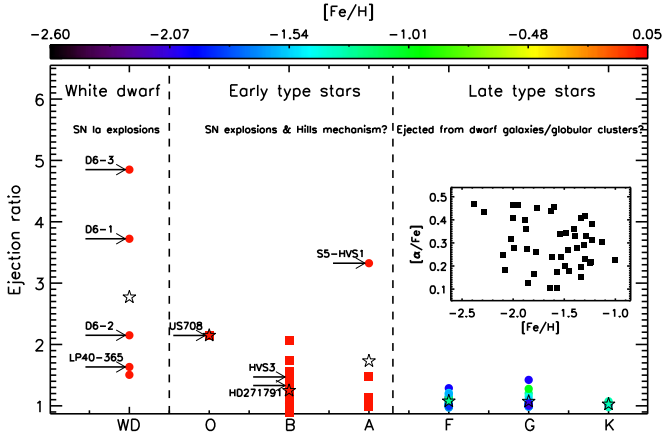 [Fe/H]
−2.60 −2.07 −1.54 −1.01 −0.48 0.05
White dwarf Early type stars Late type stars
SN Ia explosions SN explosions & Hills mechanism? Ejected from dwarf galaxies/globular clusters?
6
5
4
3
2
1
Ejection ratio
D6−3
D6−1
D6−2
LP40−365
US708
HVS3
HD271791
S5−HVS1
0.5
0.4
0.3
0.2
0.1
[α/Fe]
−2.5 −2.0 −1.5 −1.0
[Fe/H]
WD O B A F G K